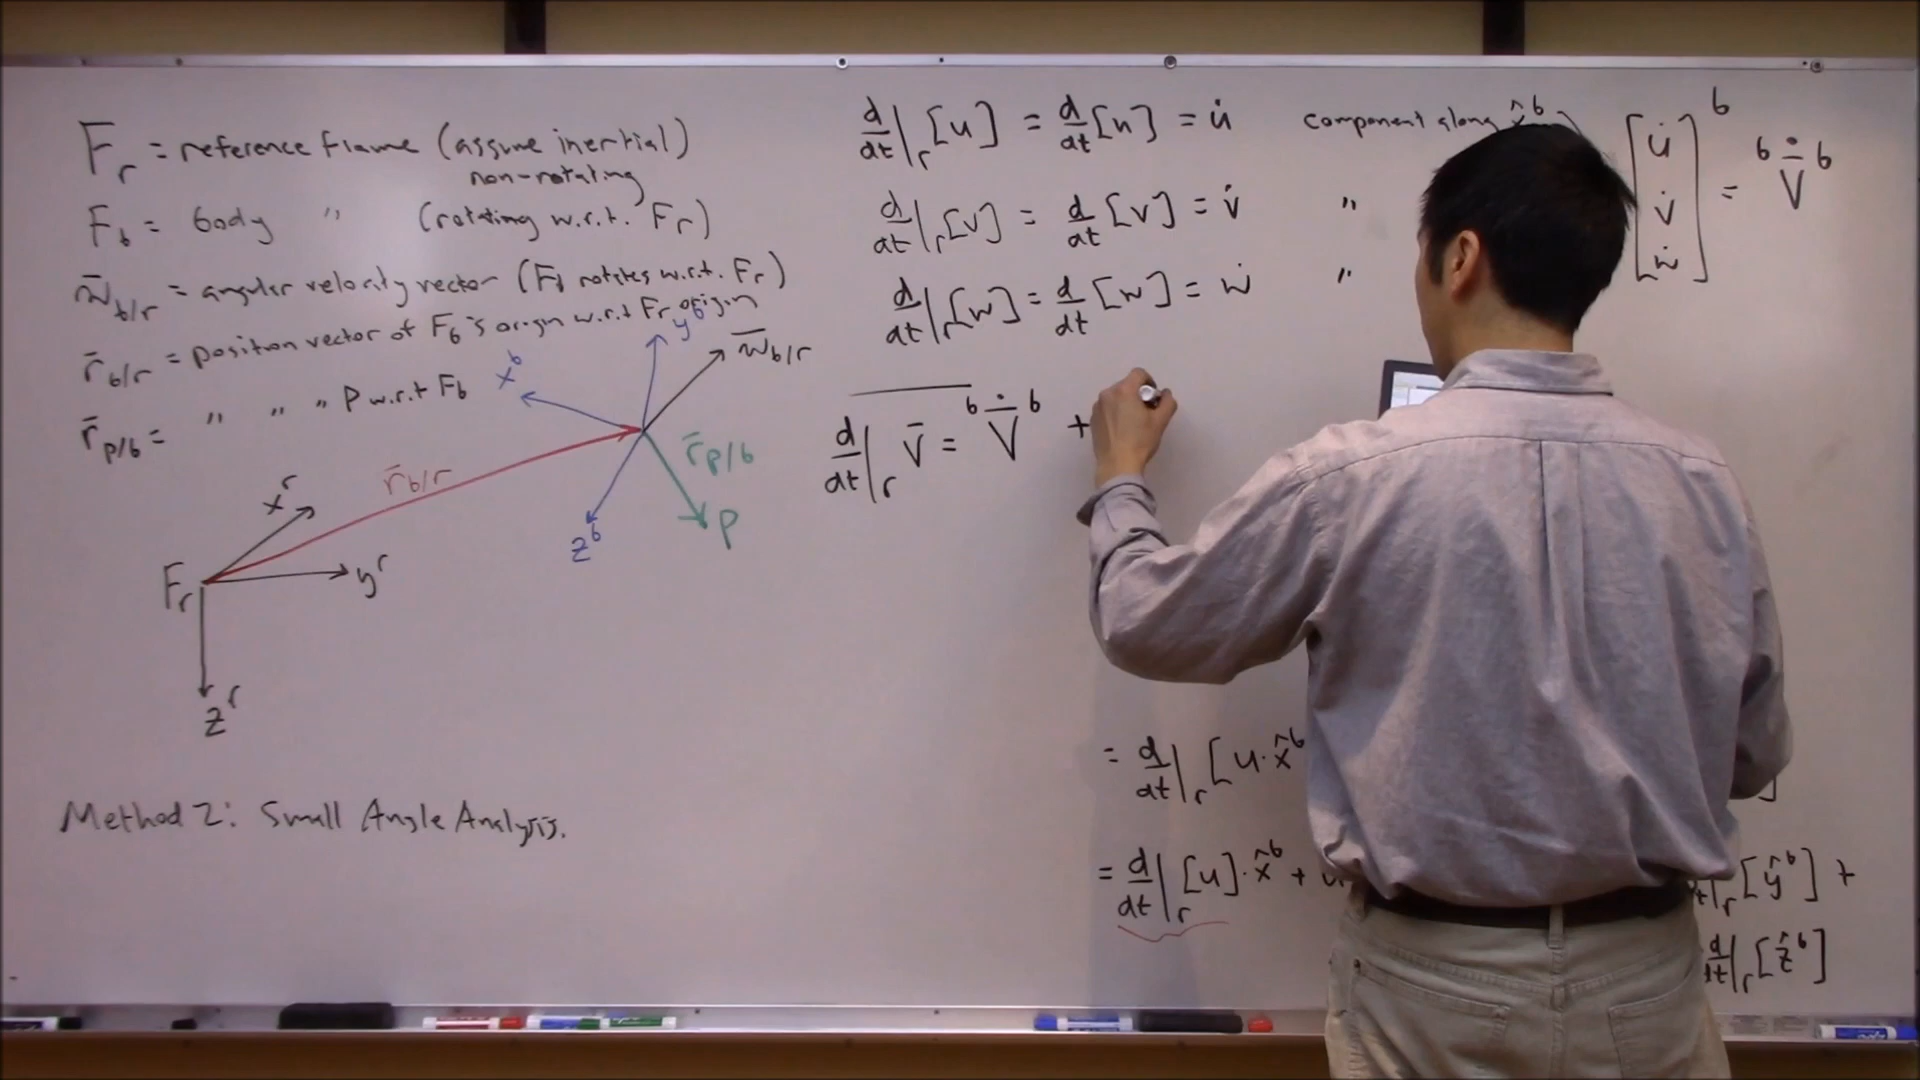 F_r = reference frame (assume inertial)
non-rotating
F_b = body " (rotating w.r.t. F_r)
ω̄_b/r = angular velocity vector (F_b rotates w.r.t. F_r)
r̄_b/r = position vector of F_b's origin w.r.t F_r origin
r̄_p/b = " " " P w.r.t F_b
x^b
y^b
ω̄_b/r
r̄_p/b
P
z^b
r̄_b/r
x^r
F_r
y^r
z^r
Method 2: Small Angle Analysis.
d/dt|_r [u] = d/dt [u] = u̇ component along x̂^b
d/dt|_r [v] = d/dt [v] = v̇ "
d/dt|_r [w] = d/dt [w] = ẇ "
[u̇ v̇ ẇ]^b = ^b V̄̇^b
d/dt|_r V̄ = ^b V̄̇^b +
= d/dt|_r [u·x̂^b
]
= d/dt|_r [u]·x̂^b + u
dt|_r [ŷ^b] +
d/dt|_r [ẑ^b]